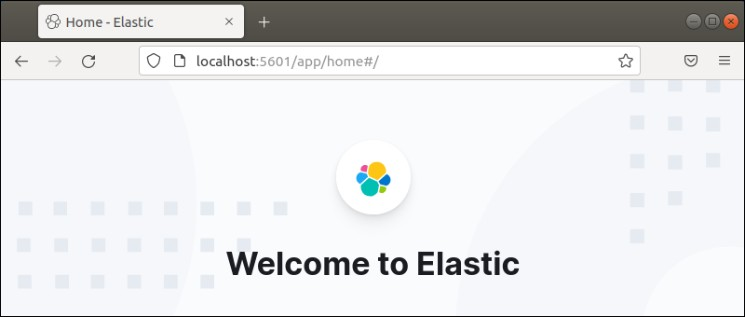 Home - Elastic
localhost:5601/app/home#/
Welcome to Elastic